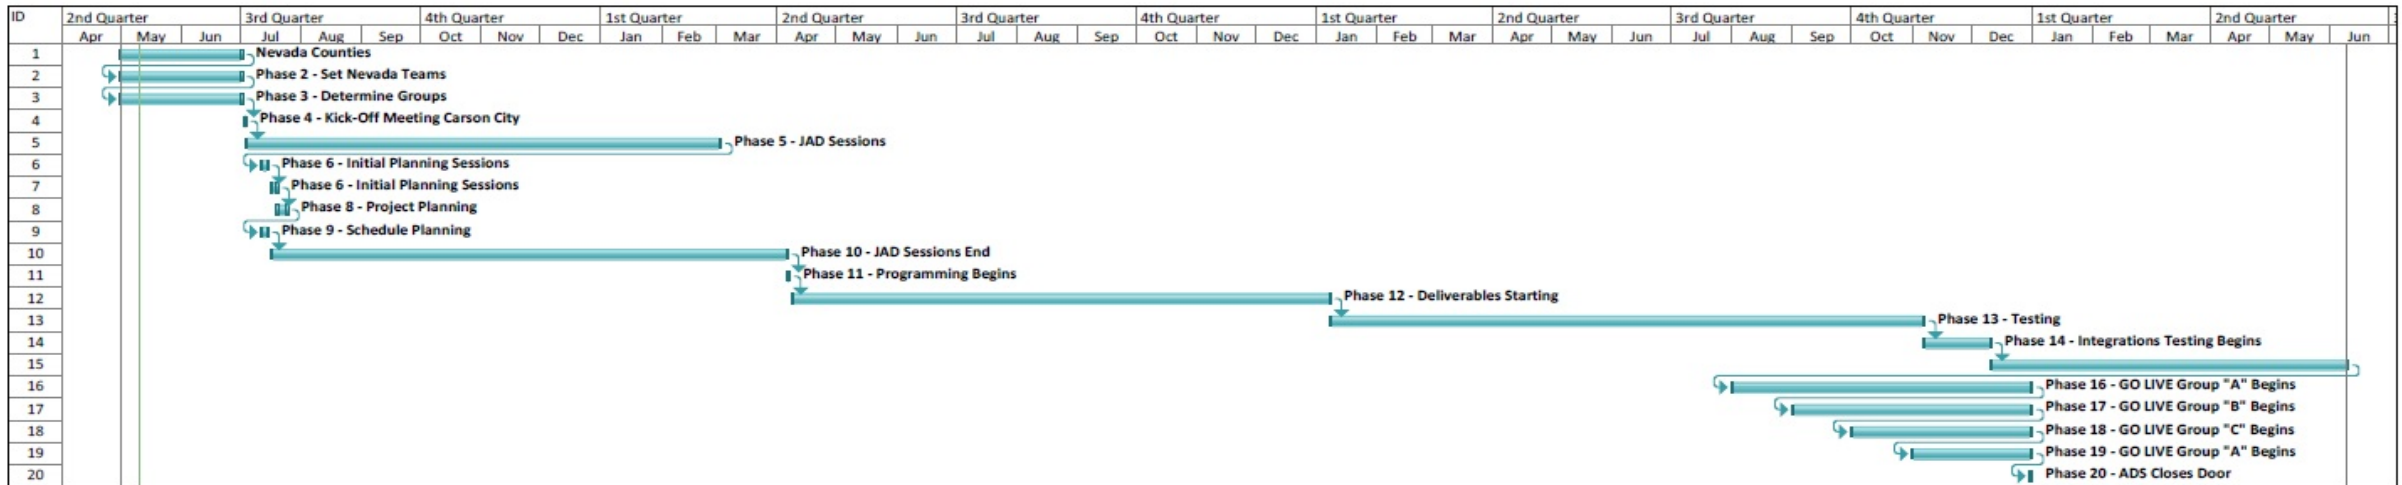 ID 2nd Quarter 3rd Quarter 4th Quarter 1st Quarter 2nd Quarter 3rd Quarter 4th Quarter 1st Quarter 2nd Quarter 3rd Quarter 4th Quarter 1st Quarter 2nd Quarter
Apr May Jun Jul Aug Sep Oct Nov Dec Jan Feb Mar Apr May Jun Jul Aug Sep Oct Nov Dec Jan Feb Mar Apr May Jun Jul Aug Sep Oct Nov Dec Jan Feb Mar Apr May Jun
1 Nevada Counties
2 Phase 2 - Set Nevada Teams
3 Phase 3 - Determine Groups
4 Phase 4 - Kick-Off Meeting Carson City
5 Phase 5 - JAD Sessions
6 Phase 6 - Initial Planning Sessions
7 Phase 6 - Initial Planning Sessions
8 Phase 8 - Project Planning
9 Phase 9 - Schedule Planning
10 Phase 10 - JAD Sessions End
11 Phase 11 - Programming Begins
12 Phase 12 - Deliverables Starting
13 Phase 13 - Testing
14 Phase 14 - Integrations Testing Begins
15
16 Phase 16 - GO LIVE Group "A" Begins
17 Phase 17 - GO LIVE Group "B" Begins
18 Phase 18 - GO LIVE Group "C" Begins
19 Phase 19 - GO LIVE Group "A" Begins
20 Phase 20 - ADS Closes Door